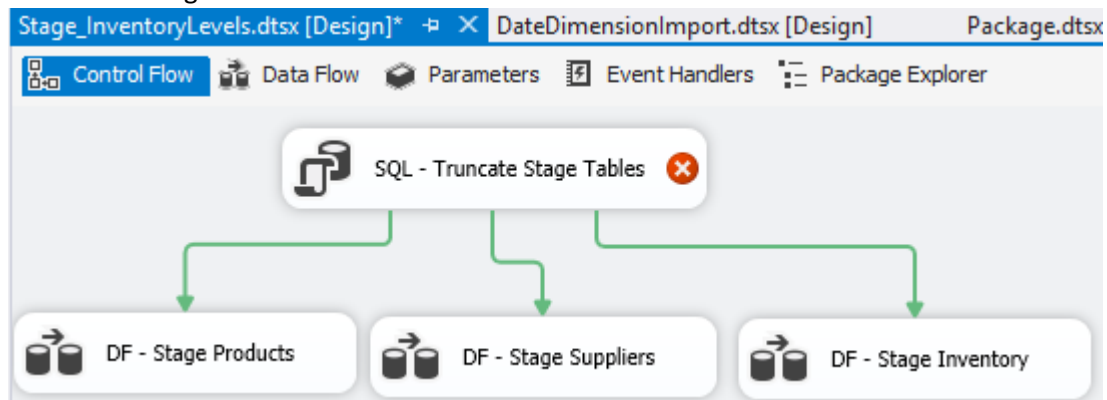 Stage_InventoryLevels.dtsx [Design]* DateDimensionImport.dtsx [Design] Package.dtsx
Control Flow Data Flow Parameters Event Handlers Package Explorer
SQL - Truncate Stage Tables
DF - Stage Products DF - Stage Suppliers DF - Stage Inventory